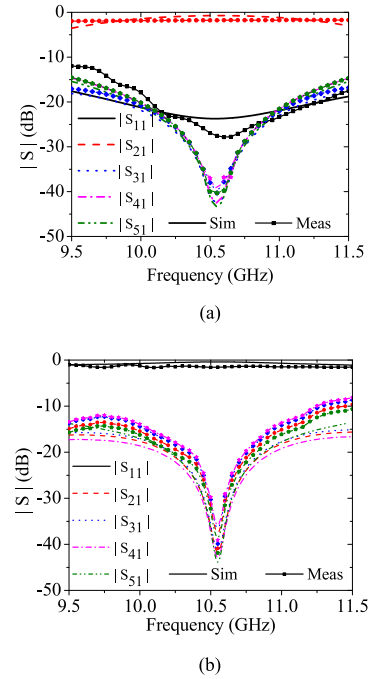 0
-10
-20
-30
-40
-50
| S | (dB)
| S11 |
| S21 |
| S31 |
| S41 |
| S51 |
Sim Meas
9.5 10.0 10.5 11.0 11.5
Frequency (GHz)
(a)
0
-10
-20
-30
-40
-50
| S | (dB)
| S11 |
| S21 |
| S31 |
| S41 |
| S51 |
Sim Meas
9.5 10.0 10.5 11.0 11.5
Frequency (GHz)
(b)